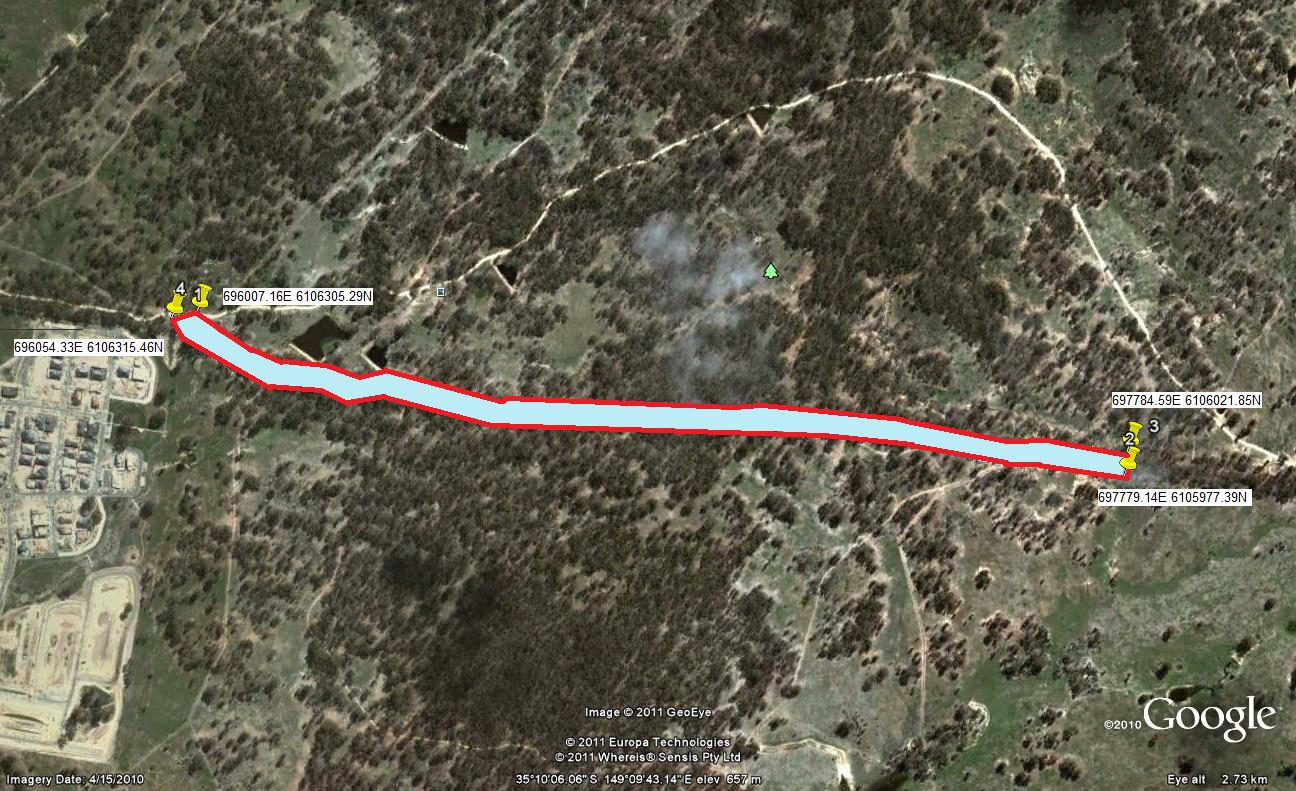 4
1
696007.16E 6106305.29N
696054.33E 6106315.46N
697784.59E 6106021.85N
3
2
697779.14E 6105977.39N
Image © 2011 GeoEye
© 2011 Europa Technologies
© 2011 Whereis® Sensis Pty Ltd
©2010 Google™
Imagery Date: 4/15/2010
35°10'06.06" S 149°09'43.14" E elev 657 m
Eye alt 2.73 km